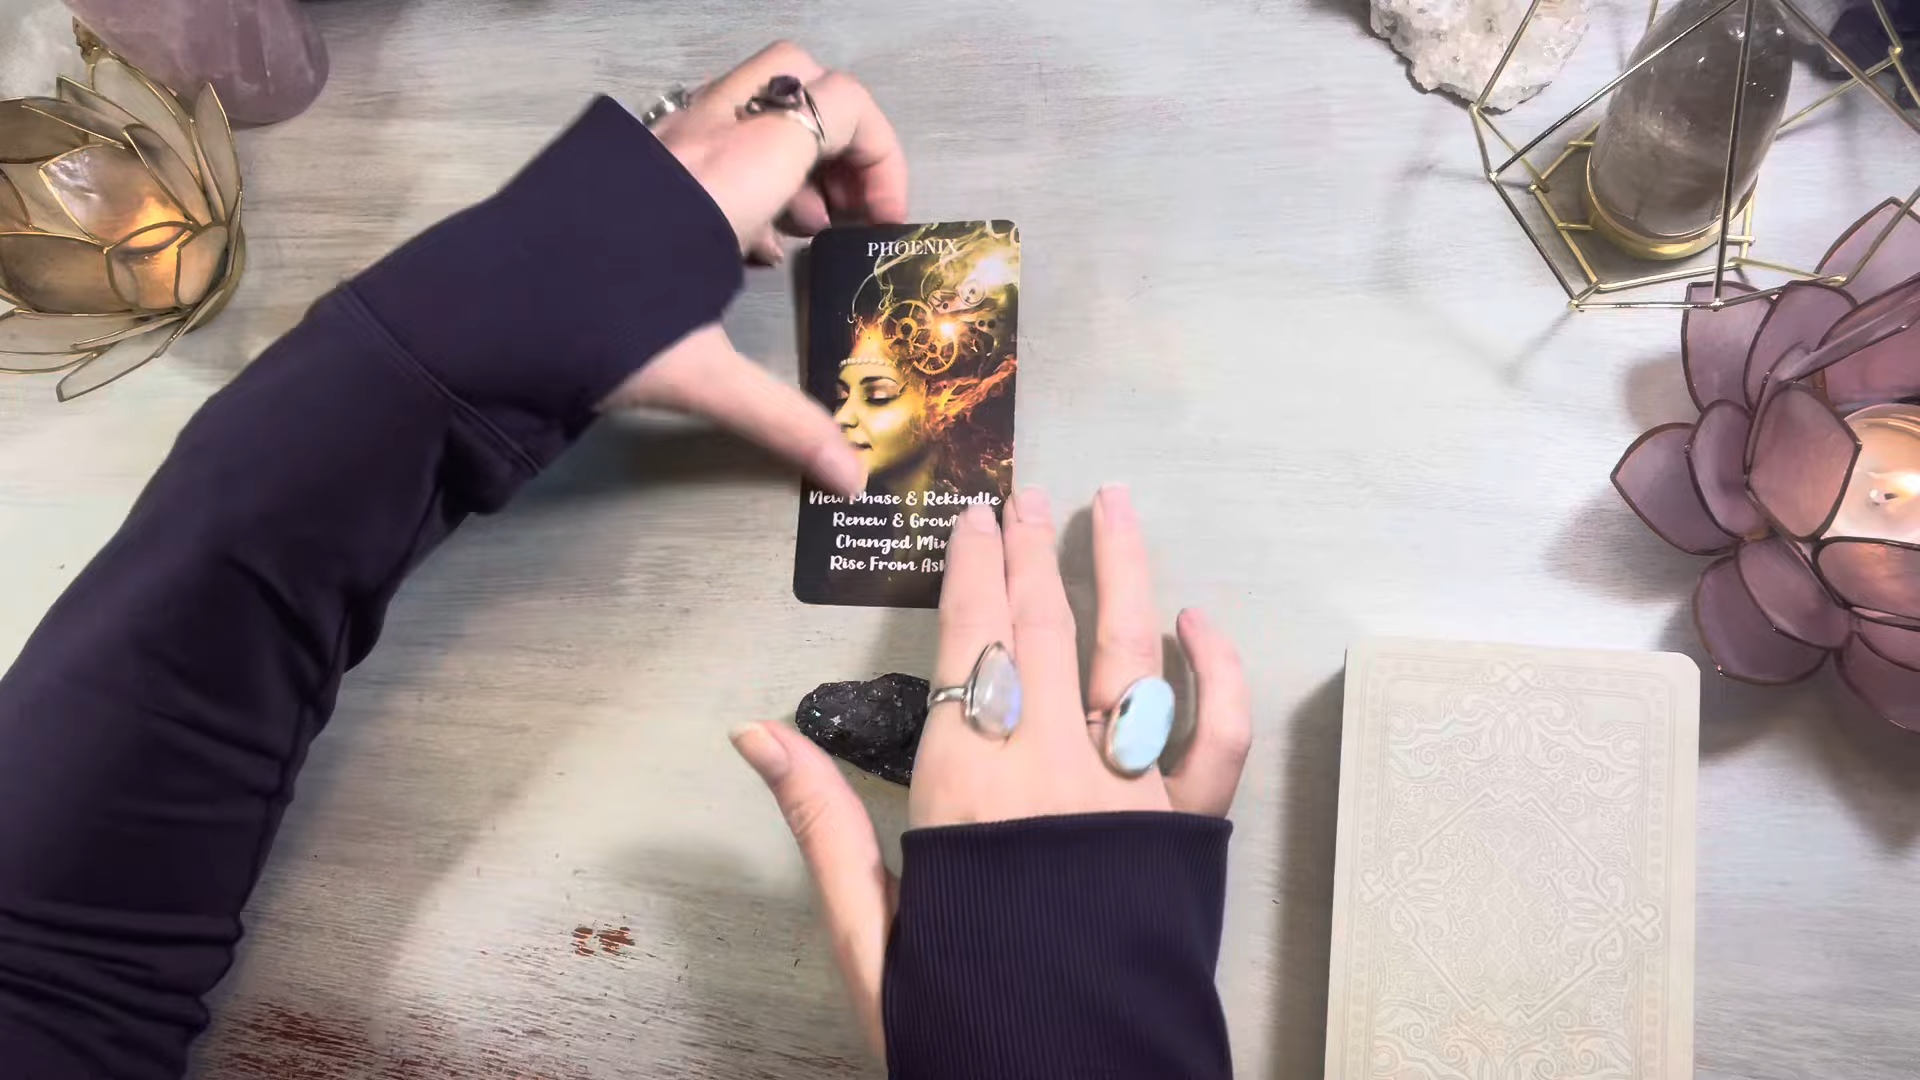 PHOENIX
New Phase & Rekindle
Renew &
Changed
Rise From